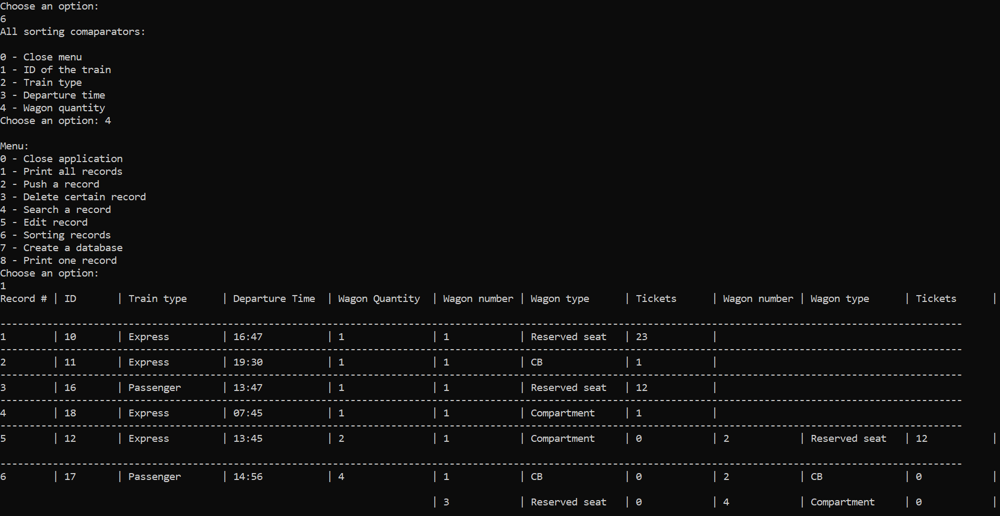 Choose an option:
6
All sorting comaparators:
0 - Close menu
1 - ID of the train
2 - Train type
3 - Departure time
4 - Wagon quantity
Choose an option: 4
Menu:
0 - Close application
1 - Print all records
2 - Push a record
3 - Delete certain record
4 - Search a record
5 - Edit record
6 - Sorting records
7 - Create a database
8 - Print one record
Choose an option:
1
Record # | ID | Train type | Departure Time | Wagon Quantity | Wagon number | Wagon type | Tickets | Wagon number | Wagon type | Tickets |
1 | 10 | Express | 16:47 | 1 | 1 | Reserved seat | 23 |
2 | 11 | Express | 19:30 | 1 | 1 | CB | 1 |
3 | 16 | Passenger | 13:47 | 1 | 1 | Reserved seat | 12 |
4 | 18 | Express | 07:45 | 1 | 1 | Compartment | 1 |
5 | 12 | Express | 13:45 | 2 | 1 | Compartment | 0 | 2 | Reserved seat | 12 |
6 | 17 | Passenger | 14:56 | 4 | 1 | CB | 0 | 2 | CB | 0 |
| 3 | Reserved seat | 0 | 4 | Compartment | 0 |